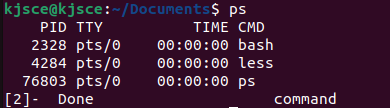 kjsce@kjsce:~/Documents$ ps
PID TTY TIME CMD
2328 pts/0 00:00:00 bash
4284 pts/0 00:00:00 less
76803 pts/0 00:00:00 ps
[2]- Done command